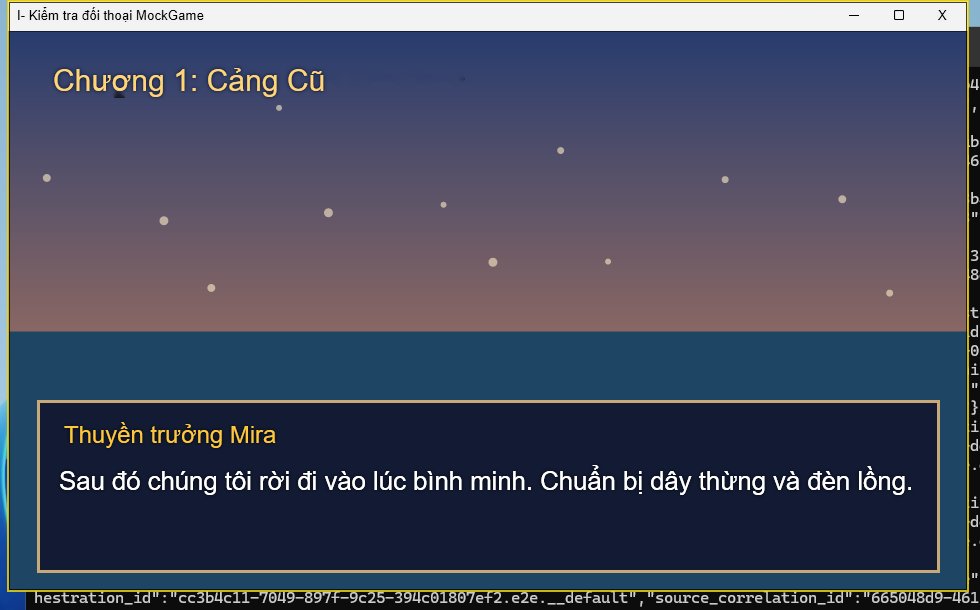 I- Kiểm tra đối thoại MockGame
Chương 1: Cảng Cũ
Thuyền trưởng Mira
Sau đó chúng tôi rời đi vào lúc bình minh. Chuẩn bị dây thừng và đèn lồng.
hestration_id":"cc3b4c11-7049-897f-9c25-394c01807ef2.e2e.__default","source_correlation_id":"665048d9-461